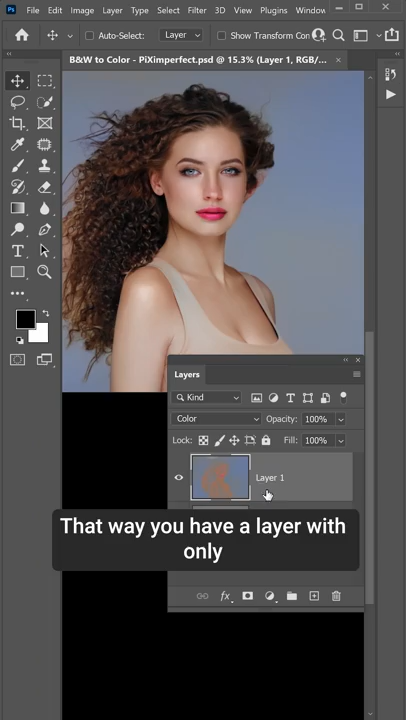 Ps File Edit Image Layer Type Select Filter 3D View Plugins Window
Auto-Select: Layer Show Transform Con
B&W to Color - PiXimperfect.psd @ 15.3% (Layer 1, RGB/...
Layers
Kind
Color Opacity: 100%
Lock: Fill: 100%
Layer 1
That way you have a layer with
only
fx